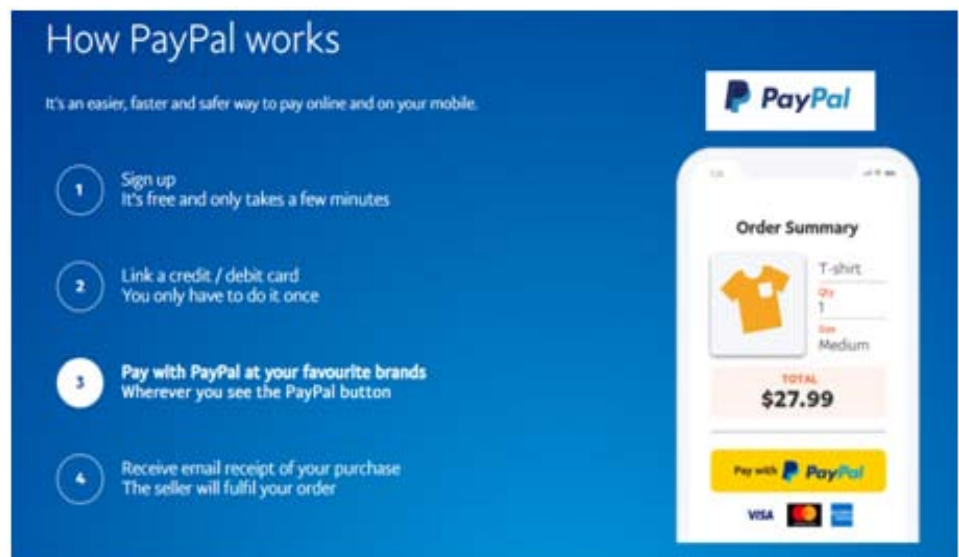 How PayPal works
It's an easier, faster and safer way to pay online and on your mobile.
PayPal
1
Sign up
It's free and only takes a few minutes
2
Link a credit / debit card
You only have to do it once
3
Pay with PayPal at your favourite brands
Wherever you see the PayPal button
4
Receive email receipt of your purchase
The seller will fulfil your order
Order Summary
T-shirt
Qty
1
Size
Medium
TOTAL
$27.99
Pay with PayPal
VISA